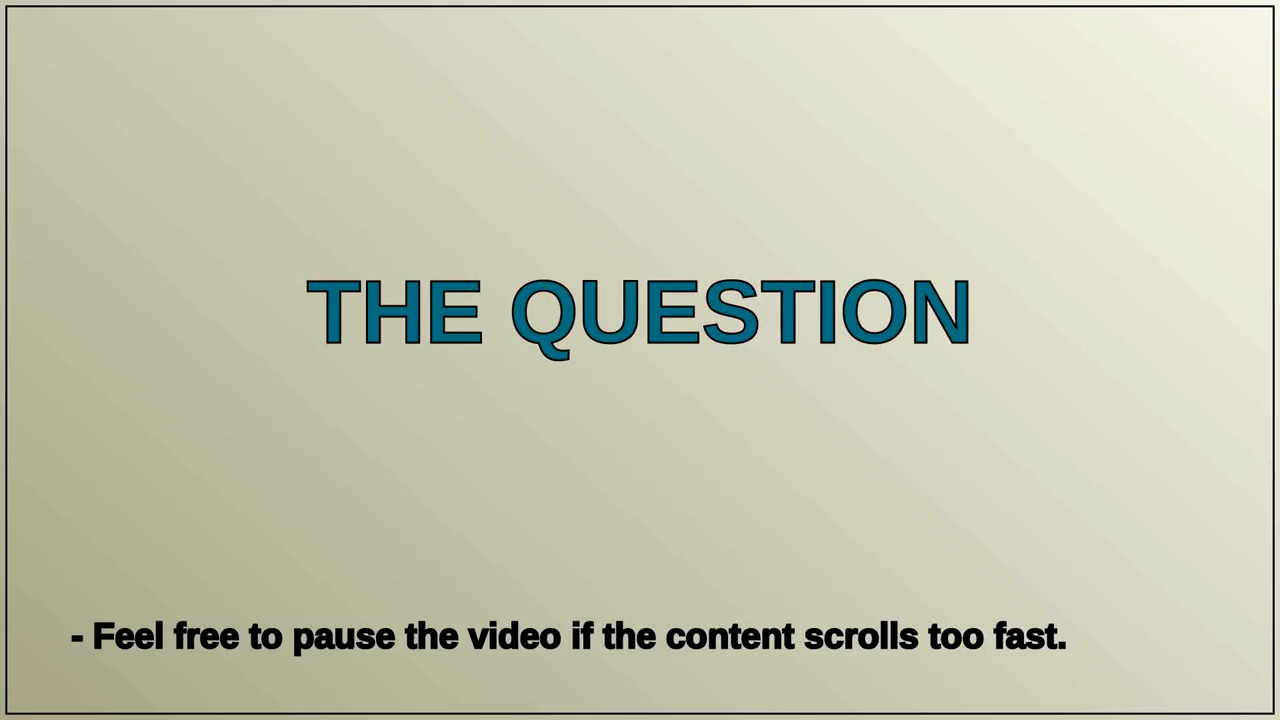 THE QUESTION
- Feel free to pause the video if the content scrolls too fast.